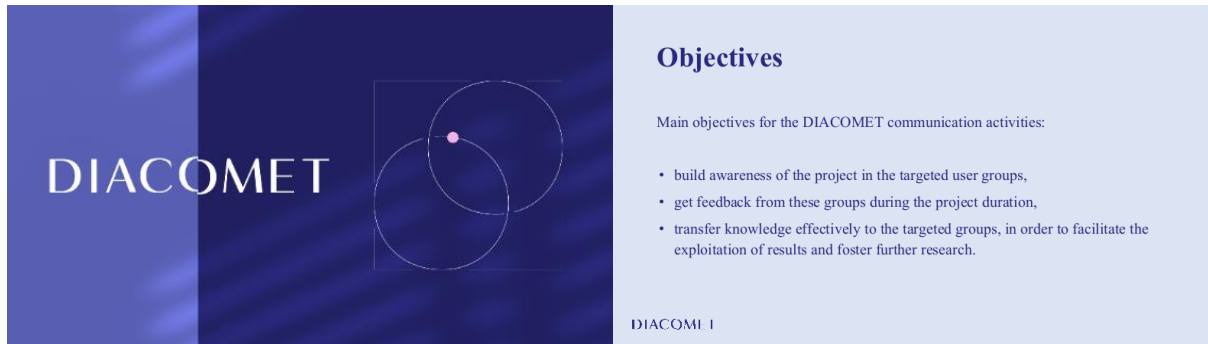 DIACOMET
Objectives
Main objectives for the DIACOMET communication activities:
• build awareness of the project in the targeted user groups,
• get feedback from these groups during the project duration,
• transfer knowledge effectively to the targeted groups, in order to facilitate the
exploitation of results and foster further research.
DIACOMET